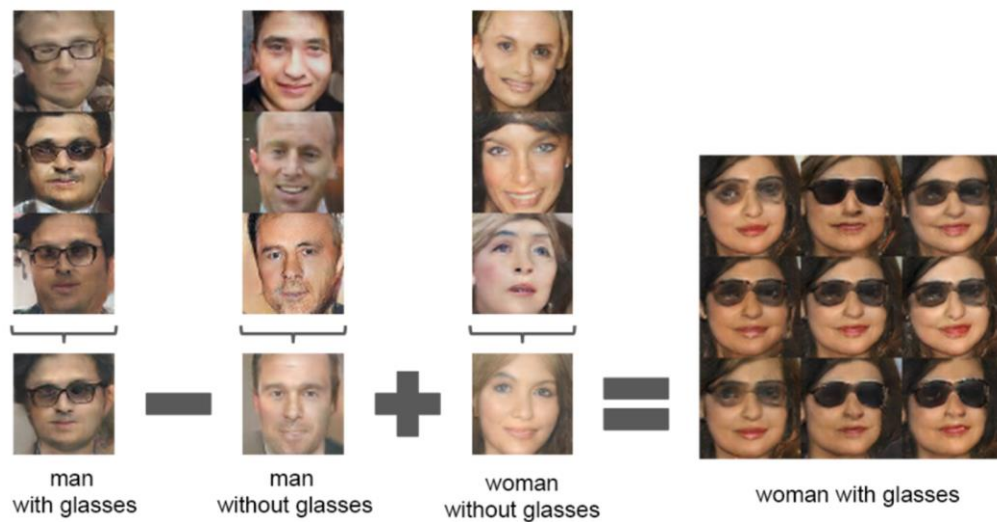 man
with glasses
man
without glasses
woman
without glasses
woman with glasses